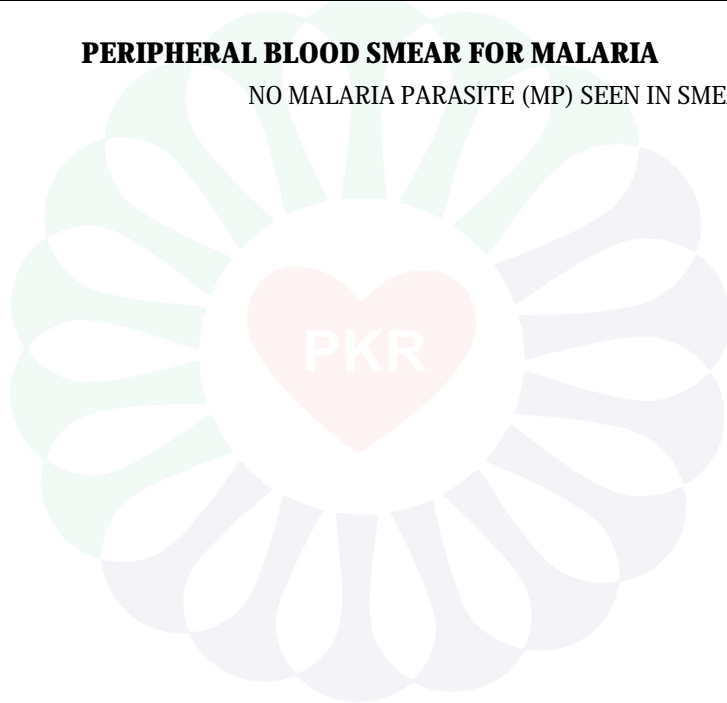 PERIPHERAL BLOOD SMEAR FOR MALARIA
NO MALARIA PARASITE (MP) SEEN IN SME
PKR